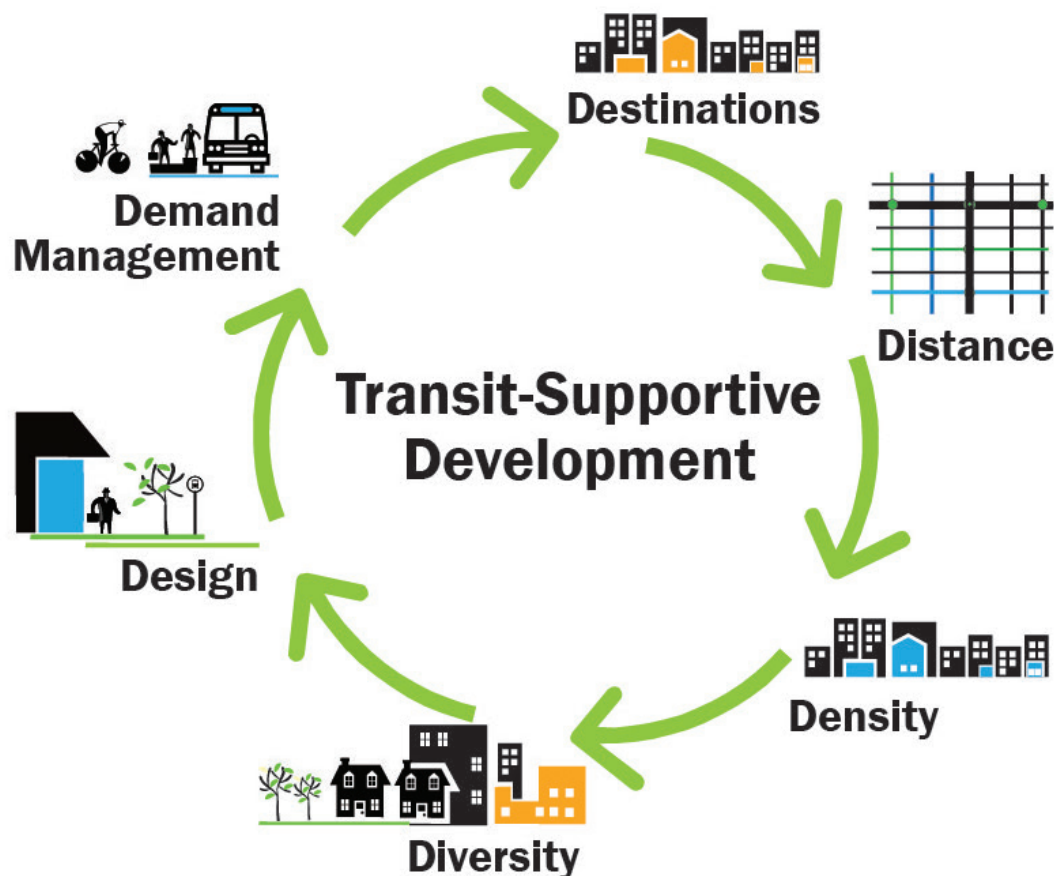 Destinations
Distance
Density
Diversity
Design
Demand
Management
Transit-Supportive
Development